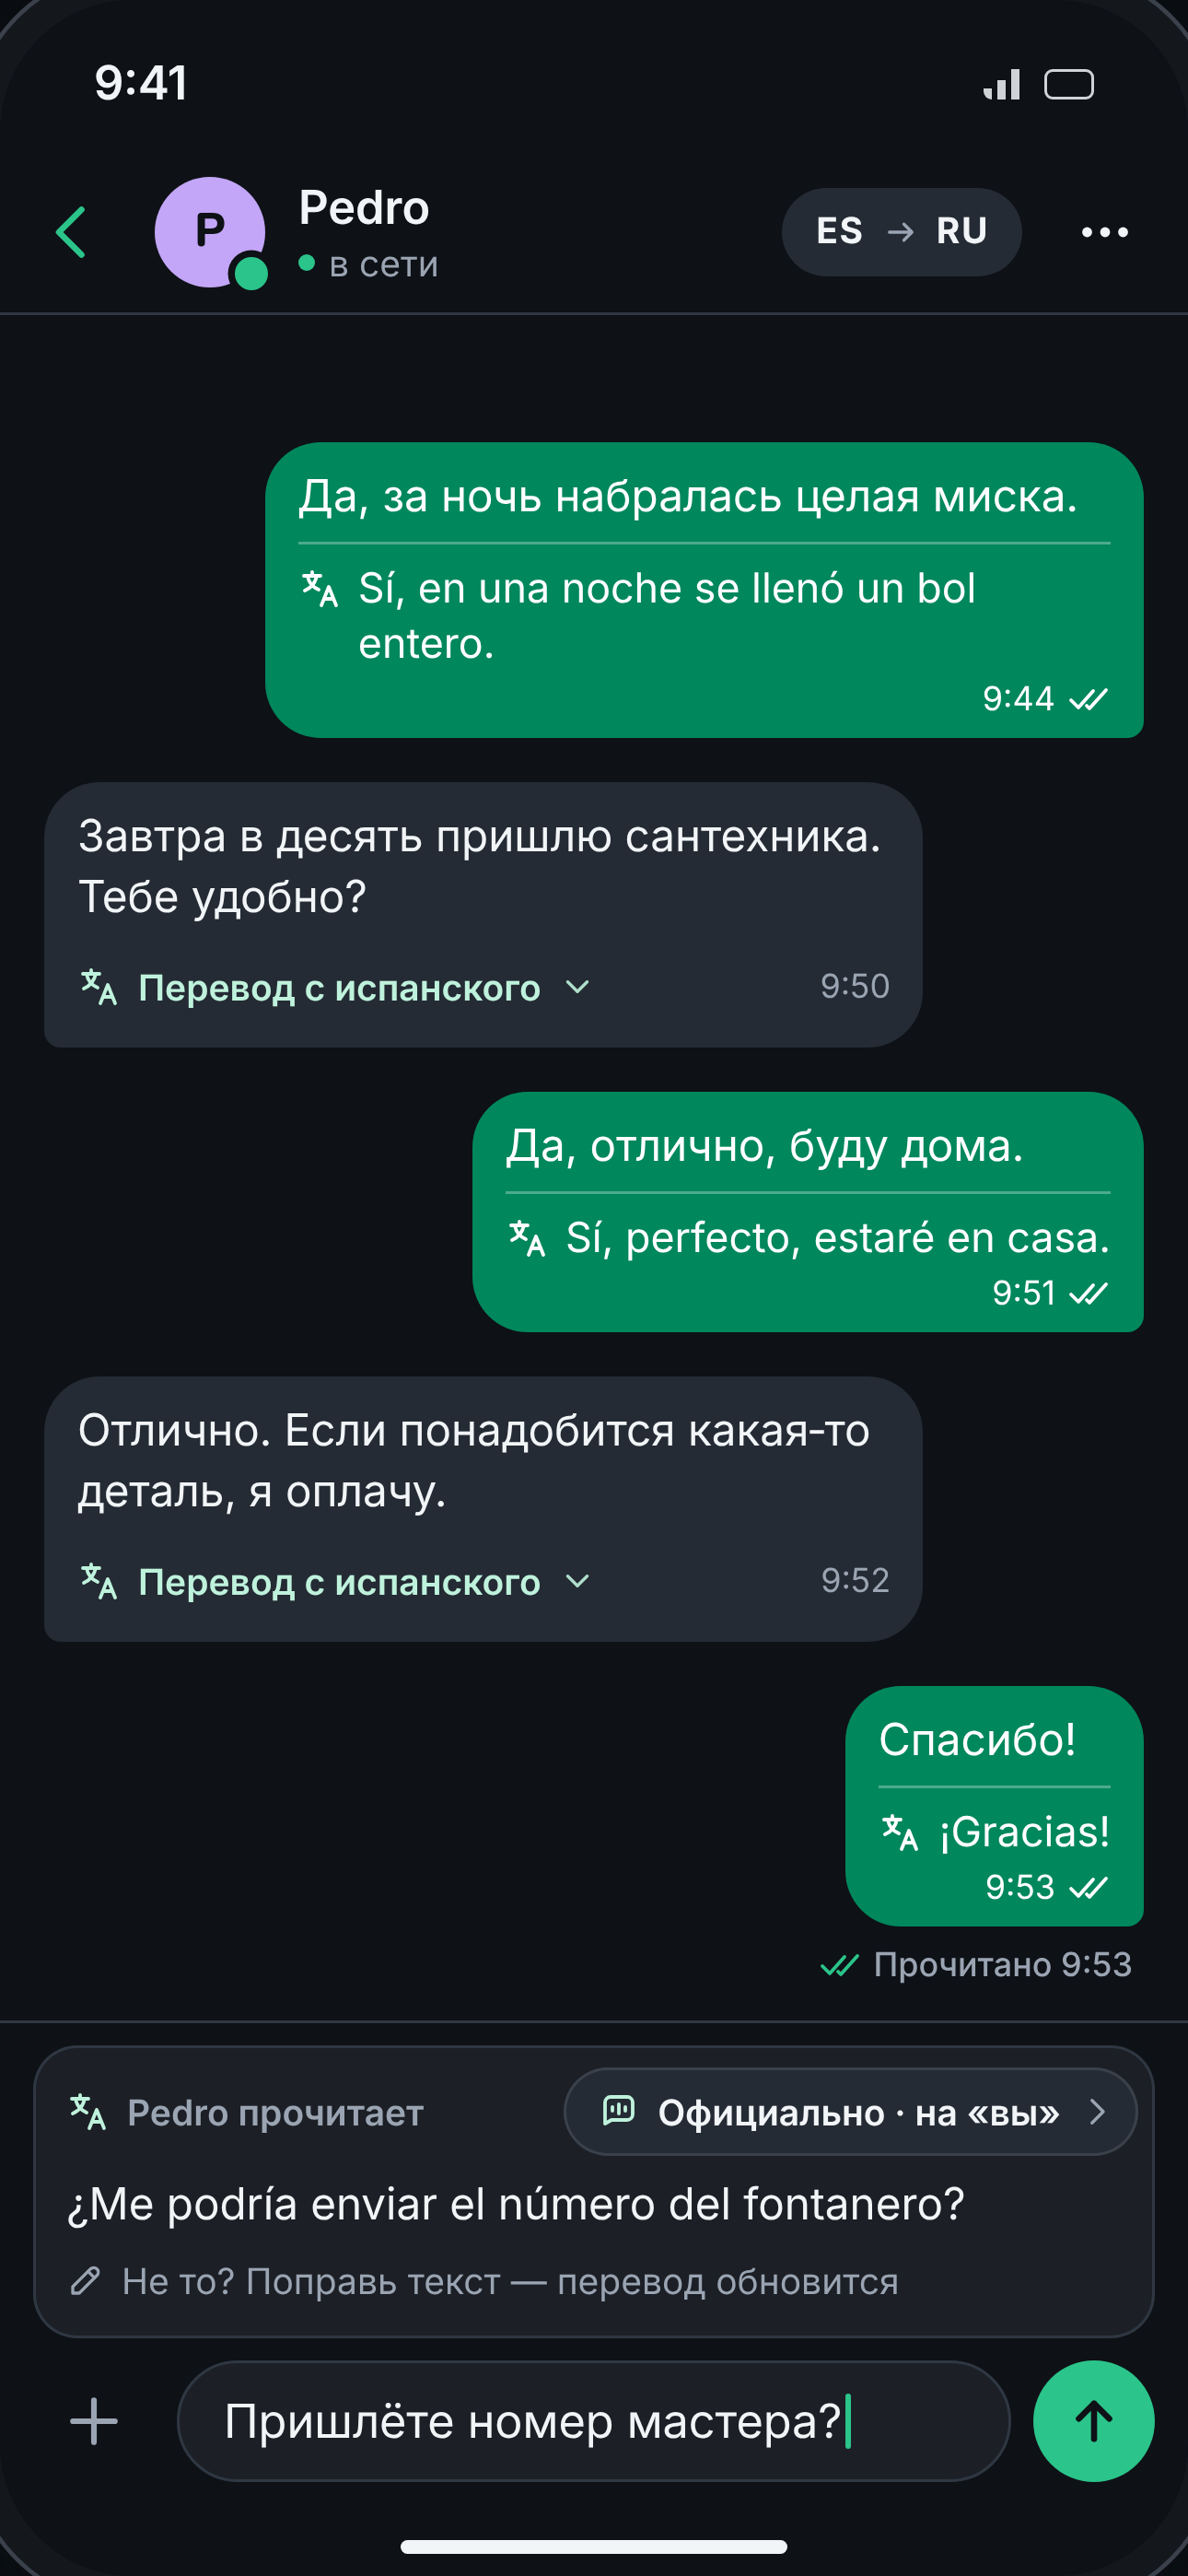 9:41
P
Pedro
в сети
ES → RU
Да, за ночь набралась целая миска.
Sí, en una noche se llenó un bol
entero.
9:44
Завтра в десять пришлю сантехника.
Тебе удобно?
Перевод с испанского
9:50
Да, отлично, буду дома.
Sí, perfecto, estaré en casa.
9:51
Отлично. Если понадобится какая-то
деталь, я оплачу.
Перевод с испанского
9:52
Спасибо!
¡Gracias!
9:53
Прочитано 9:53
Pedro прочитает
Официально · на «вы»
¿Me podría enviar el número del fontanero?
Не то? Поправь текст — перевод обновится
Пришлёте номер мастера?